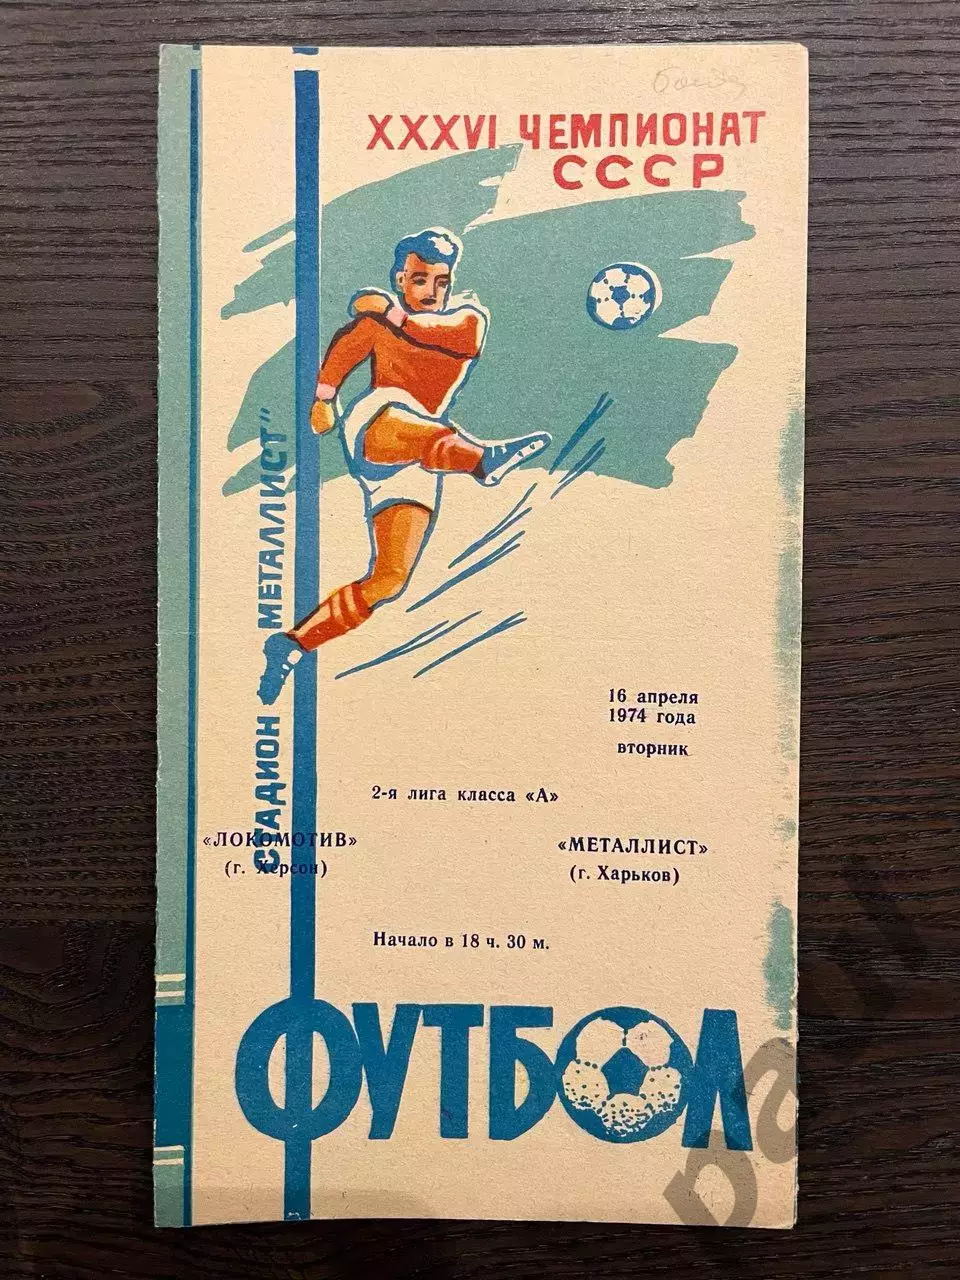 XXXVI ЧЕМПИОНАТ
СССР
СТАДИОН „МЕТАЛЛИСТ"
16 апреля
1974 года
вторник
2-я лига класса «А»
«ЛОКОМОТИВ»
(г. Херсон)
«МЕТАЛЛИСТ»
(г. Харьков)
Начало в 18 ч. 30 м.
ФУТБОЛ